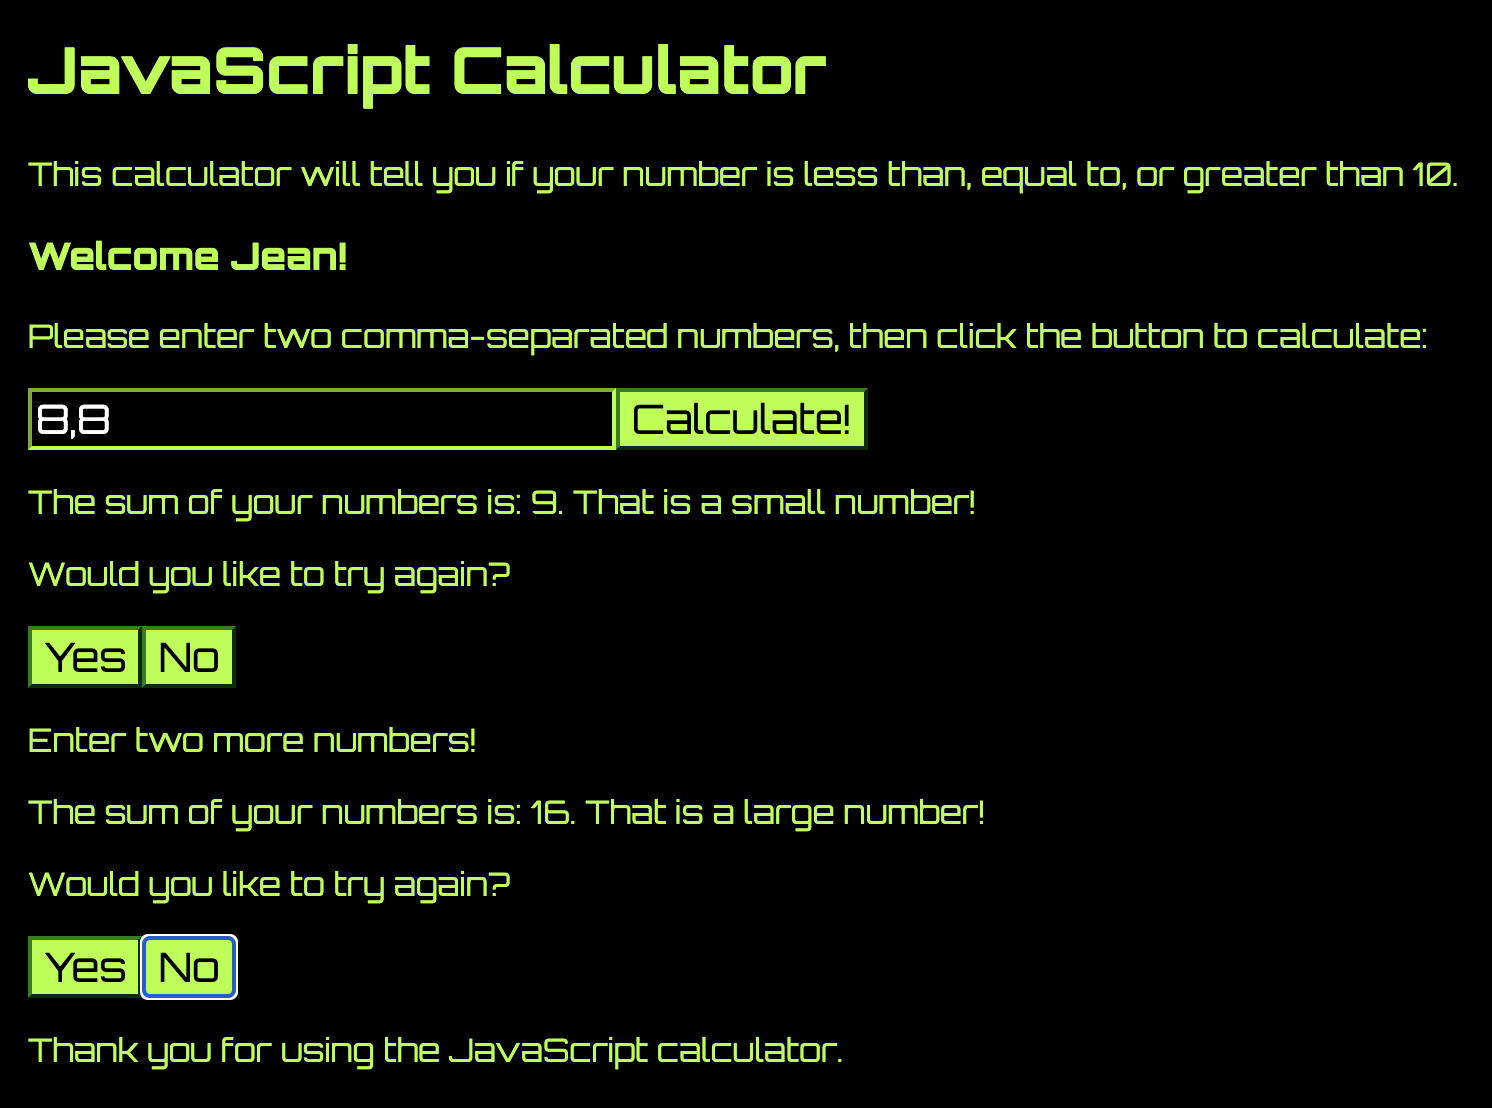 JavaScript Calculator
This calculator will tell you if your number is less than, equal to, or greater than 10.
Welcome Jean!
Please enter two comma-separated numbers, then click the button to calculate:
8,8 Calculate!
The sum of your numbers is: 9. That is a small number!
Would you like to try again?
Yes No
Enter two more numbers!
The sum of your numbers is: 16. That is a large number!
Would you like to try again?
Yes No
Thank you for using the JavaScript calculator.